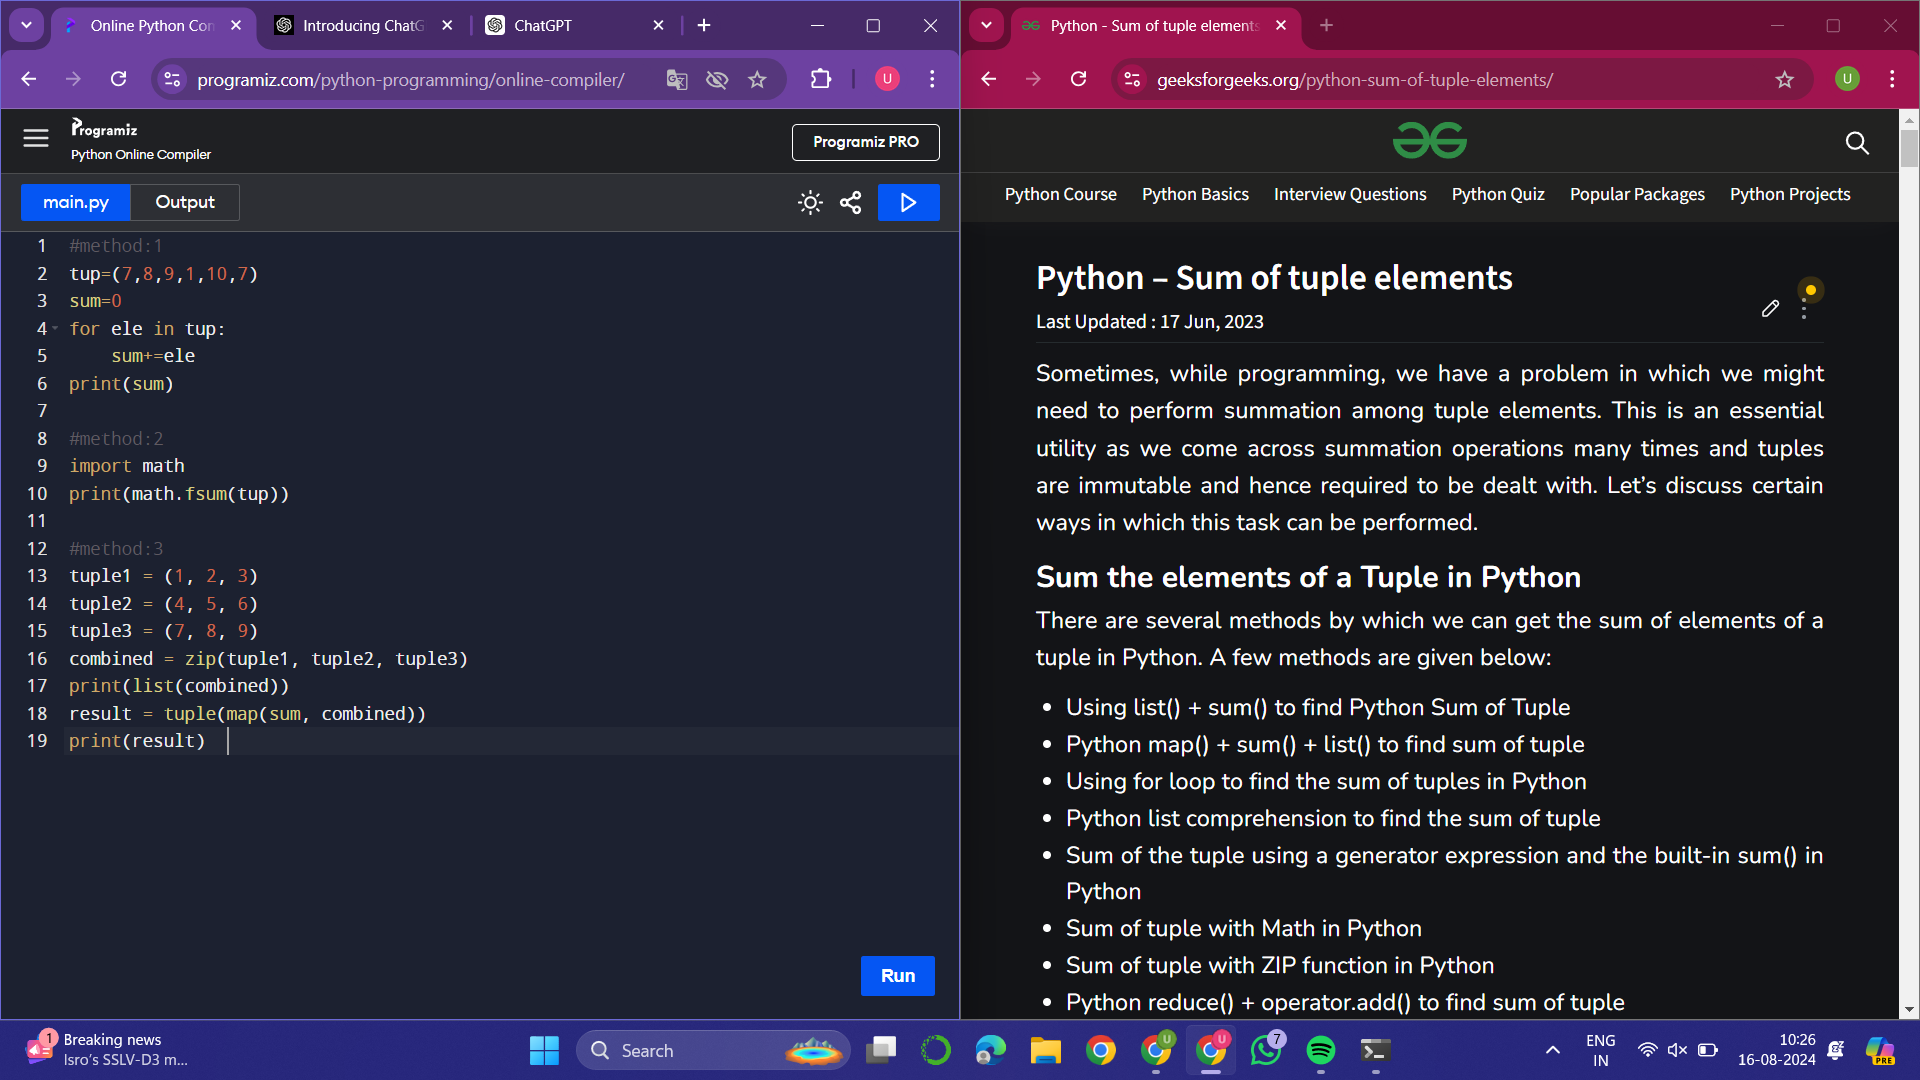 Online Python Con
Introducing ChatG
ChatGPT
programiz.com/python-programming/online-compiler/
U
Programiz
Python Online Compiler
Programiz PRO
main.py
Output
1 #method:1
2 tup=(7,8,9,1,10,7)
3 sum=0
4 for ele in tup:
5     sum+=ele
6 print(sum)
7
8 #method:2
9 import math
10 print(math.fsum(tup))
11
12 #method:3
13 tuple1 = (1, 2, 3)
14 tuple2 = (4, 5, 6)
15 tuple3 = (7, 8, 9)
16 combined = zip(tuple1, tuple2, tuple3)
17 print(list(combined))
18 result = tuple(map(sum, combined))
19 print(result)
Run
Python - Sum of tuple elements
geeksforgeeks.org/python-sum-of-tuple-elements/
U
Python Course
Python Basics
Interview Questions
Python Quiz
Popular Packages
Python Projects
Python – Sum of tuple elements
Last Updated : 17 Jun, 2023
Sometimes, while programming, we have a problem in which we might
need to perform summation among tuple elements. This is an essential
utility as we come across summation operations many times and tuples
are immutable and hence required to be dealt with. Let’s discuss certain
ways in which this task can be performed.
Sum the elements of a Tuple in Python
There are several methods by which we can get the sum of elements of a
tuple in Python. A few methods are given below:
• Using list() + sum() to find Python Sum of Tuple
• Python map() + sum() + list() to find sum of tuple
• Using for loop to find the sum of tuples in Python
• Python list comprehension to find the sum of tuple
• Sum of the tuple using a generator expression and the built-in sum() in
Python
• Sum of tuple with Math in Python
• Sum of tuple with ZIP function in Python
• Python reduce() + operator.add() to find sum of tuple
1
Breaking news
Isro's SSLV-D3 m...
Search
U
U
7
ENG
IN
10:26
16-08-2024
PRE